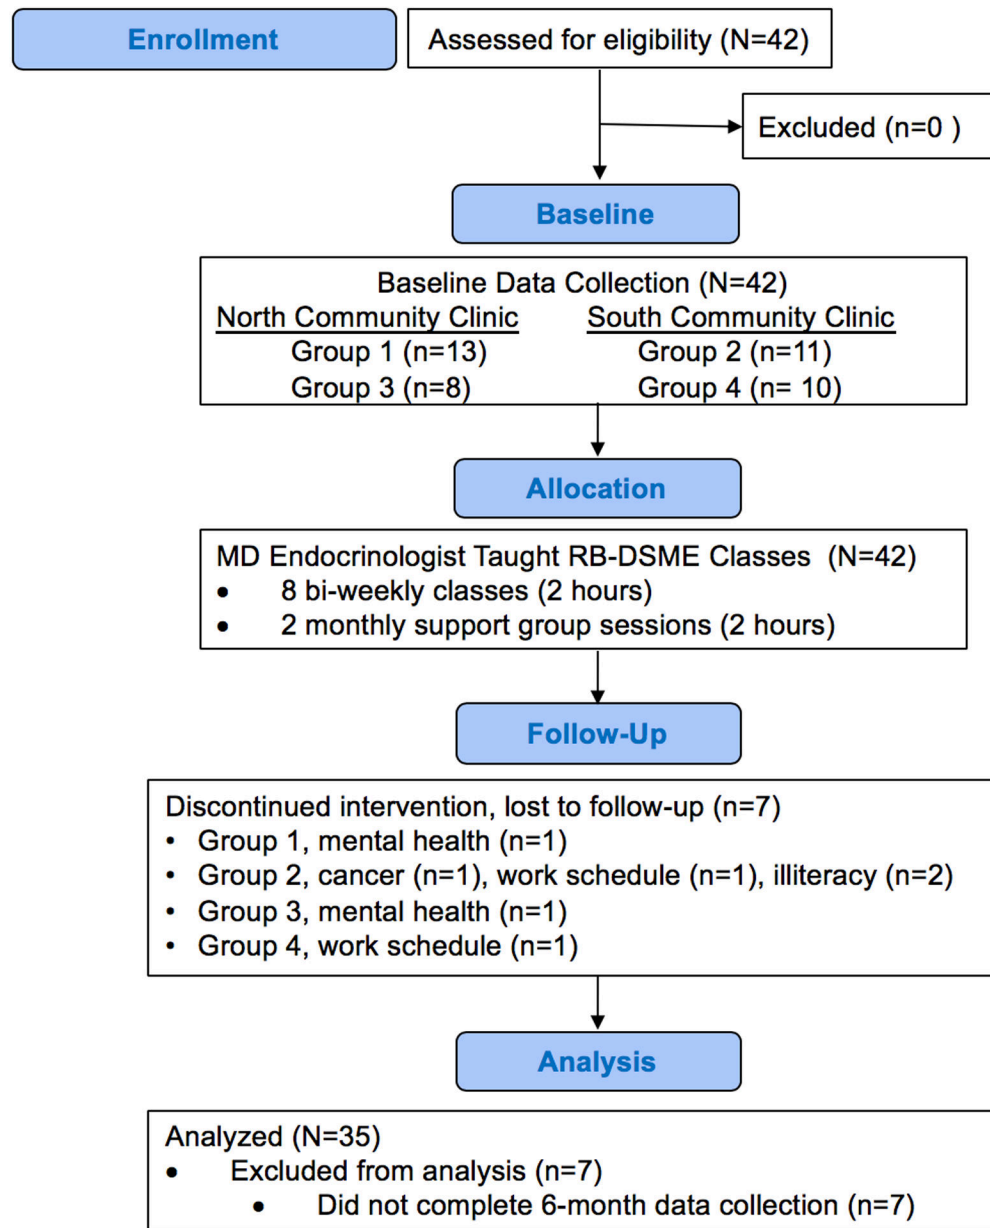 Enrollment
Assessed for eligibility (N=42)
Excluded (n=0 )
Baseline
Baseline Data Collection (N=42)
North Community Clinic South Community Clinic
Group 1 (n=13) Group 2 (n=11)
Group 3 (n=8) Group 4 (n= 10)
Allocation
MD Endocrinologist Taught RB-DSME Classes (N=42)
• 8 bi-weekly classes (2 hours)
• 2 monthly support group sessions (2 hours)
Follow-Up
Discontinued intervention, lost to follow-up (n=7)
• Group 1, mental health (n=1)
• Group 2, cancer (n=1), work schedule (n=1), illiteracy (n=2)
• Group 3, mental health (n=1)
• Group 4, work schedule (n=1)
Analysis
Analyzed (N=35)
• Excluded from analysis (n=7)
• Did not complete 6-month data collection (n=7)